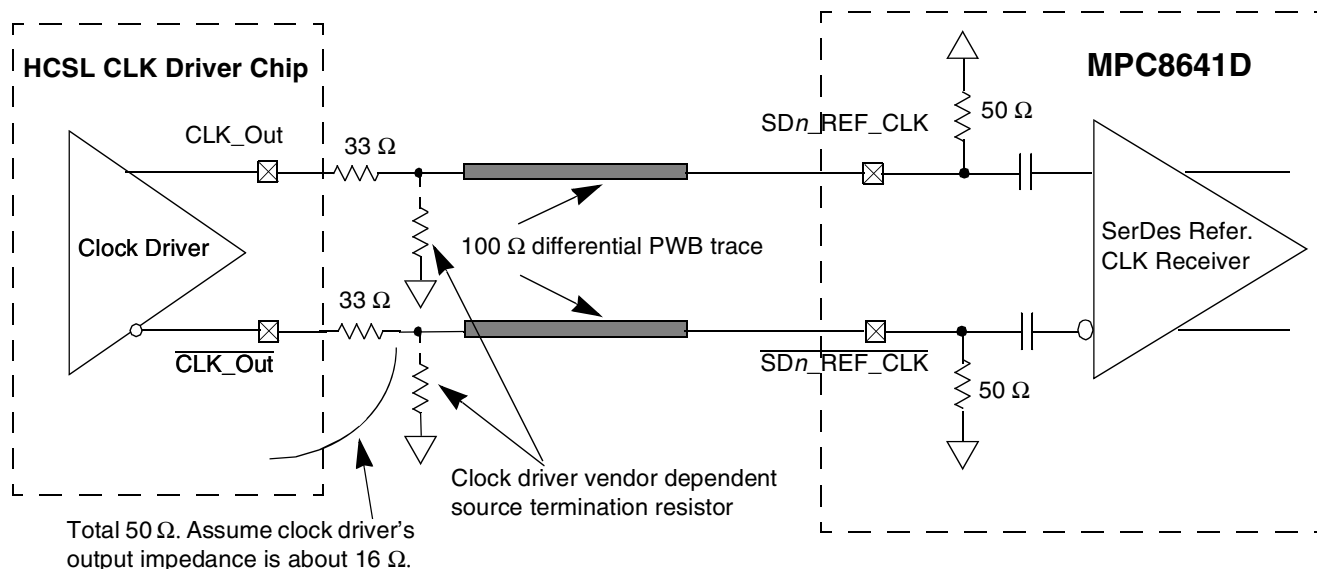 HCSL CLK Driver Chip
MPC8641D
CLK_Out
33 Ω
SDn_REF_CLK
50 Ω
Clock Driver
100 Ω differential PWB trace
SerDes Refer.
CLK Receiver
33 Ω
CLK_Out
SDn_REF_CLK
50 Ω
Clock driver vendor dependent
source termination resistor
Total 50 Ω. Assume clock driver's
output impedance is about 16 Ω.